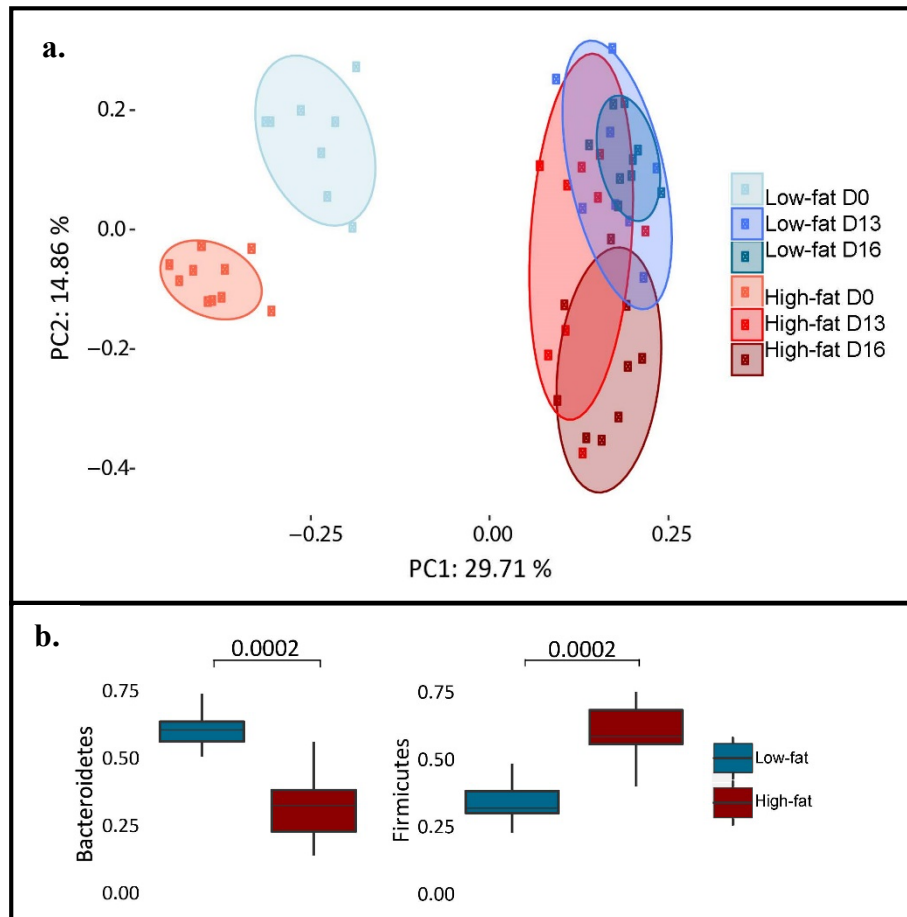 a.
0.2-
0.0-
−0.2-
−0.4-
PC2: 14.86 %
−0.25
0.00
0.25
PC1: 29.71 %
Low-fat D0
Low-fat D13
Low-fat D16
High-fat D0
High-fat D13
High-fat D16
b.
0.0002
0.75
0.50
0.25
0.00
Bacteroidetes
0.0002
0.75
0.50
0.25
0.00
Firmicutes
Low-fat
High-fat